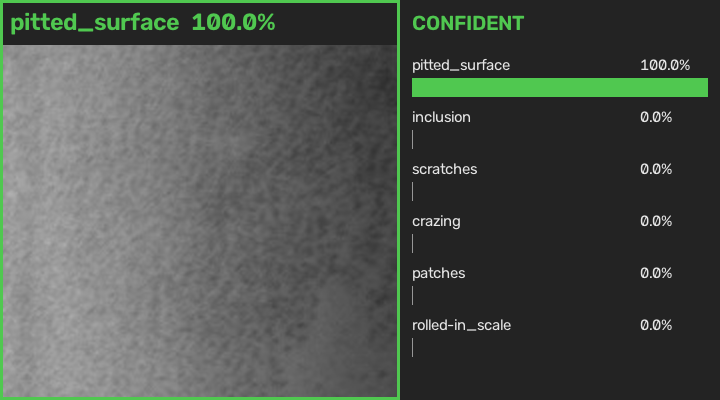 pitted_surface 100.0%
CONFIDENT
pitted_surface 100.0%
inclusion 0.0%
scratches 0.0%
crazing 0.0%
patches 0.0%
rolled-in_scale 0.0%